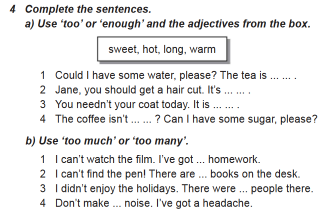 4 Complete the sentences.
a) Use 'too' or 'enough' and the adjectives from the box.
sweet, hot, long, warm
1 Could I have some water, please? The tea is ... ... .
2 Jane, you should get a hair cut. It's ... ... .
3 You needn't your coat today. It is ... ... .
4 The coffee isn't ... ... ? Can I have some sugar, please?
b) Use 'too much' or 'too many'.
1 I can't watch the film. I've got ... homework.
2 I can't find the pen! There are ... books on the desk.
3 I didn't enjoy the holidays. There were ... people there.
4 Don't make ... noise. I've got a headache.